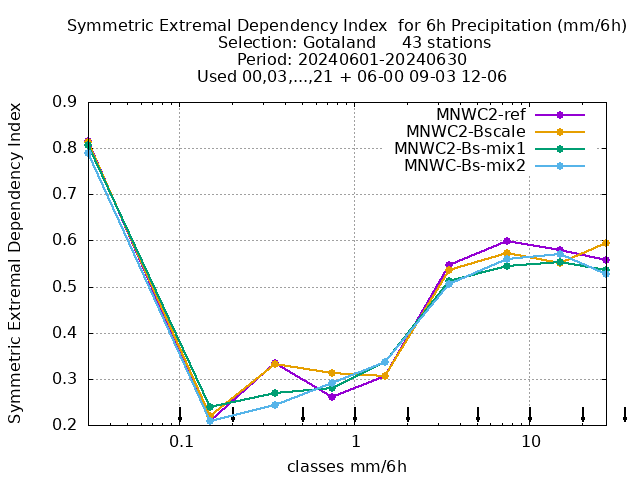 Symmetric Extremal Dependency Index  for 6h Precipitation (mm/6h)
Selection: Gotaland     43 stations
Period: 20240601-20240630
Used 00,03,...,21 + 06-00 09-03 12-06
Symmetric Extremal Dependency Index
0.9
0.8
0.7
0.6
0.5
0.4
0.3
0.2
MNWC2-ref
MNWC2-Bscale
MNWC2-Bs-mix1
MNWC-Bs-mix2
0.1
1
10
classes mm/6h